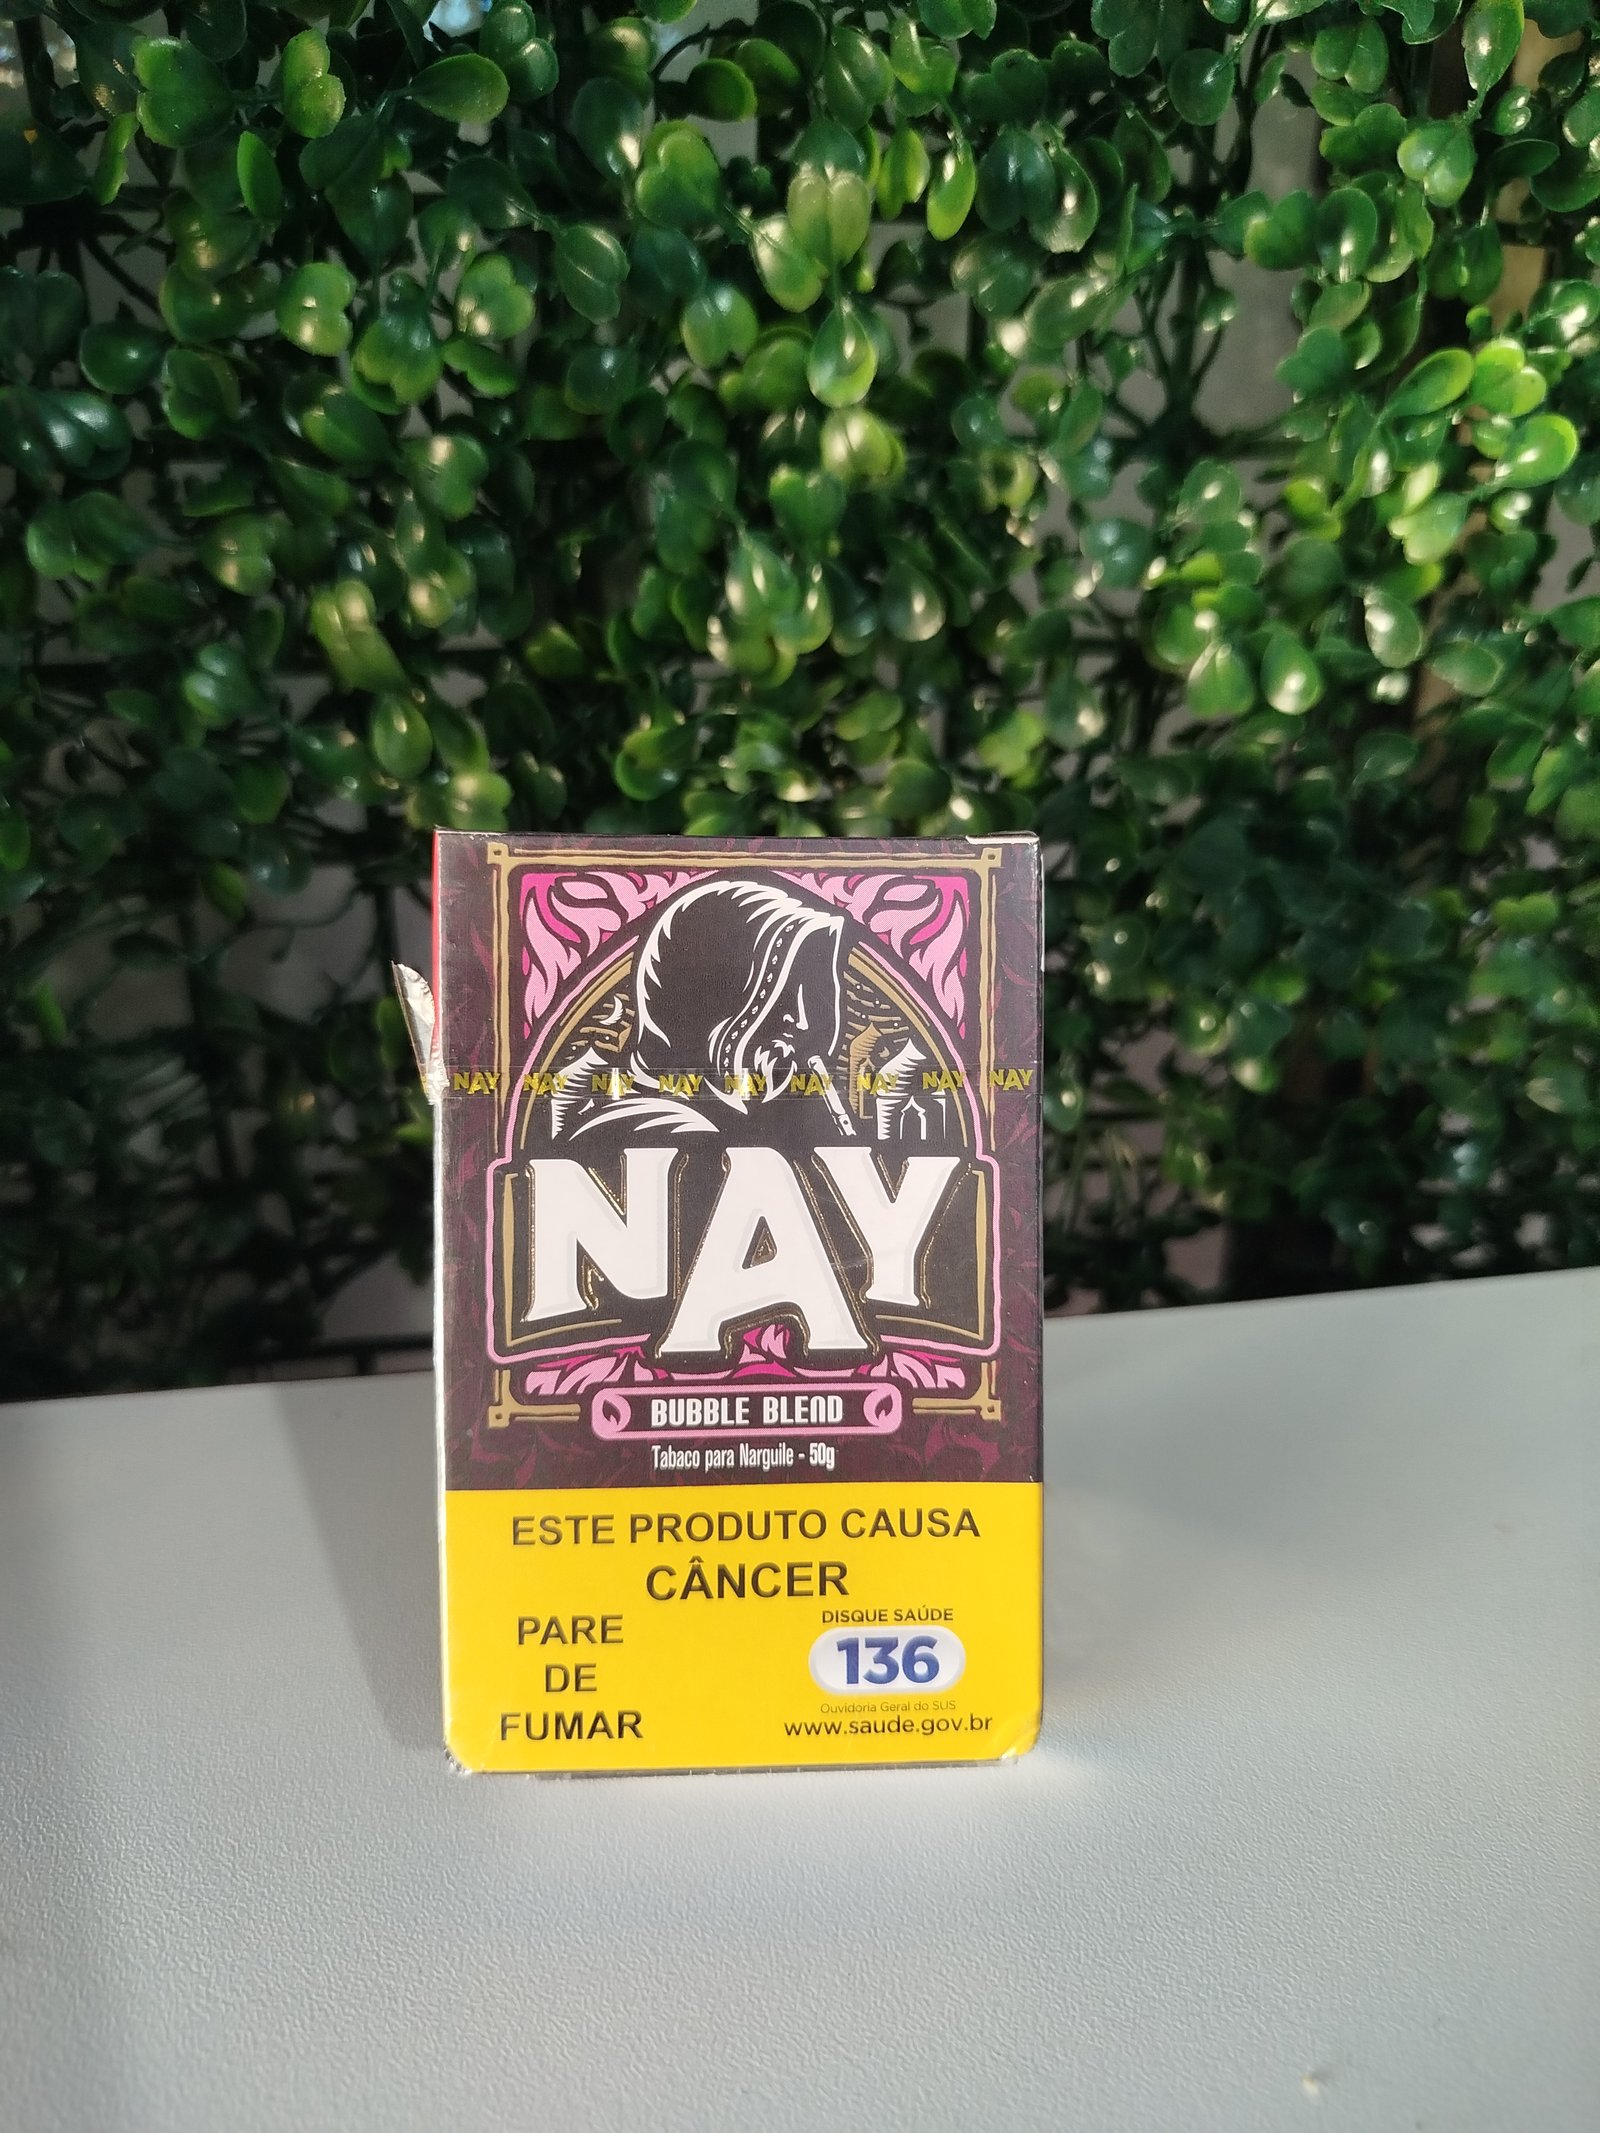 NAY NAY NAY NAY NAY NAY NAY NAY NAY
NAY
BUBBLE BLEND
Tabaco para Narguile - 50g
ESTE PRODUTO CAUSA
CÂNCER
PARE
DE
FUMAR
DISQUE SAÚDE
136
Ouvidoria Geral do SUS
www.saude.gov.br